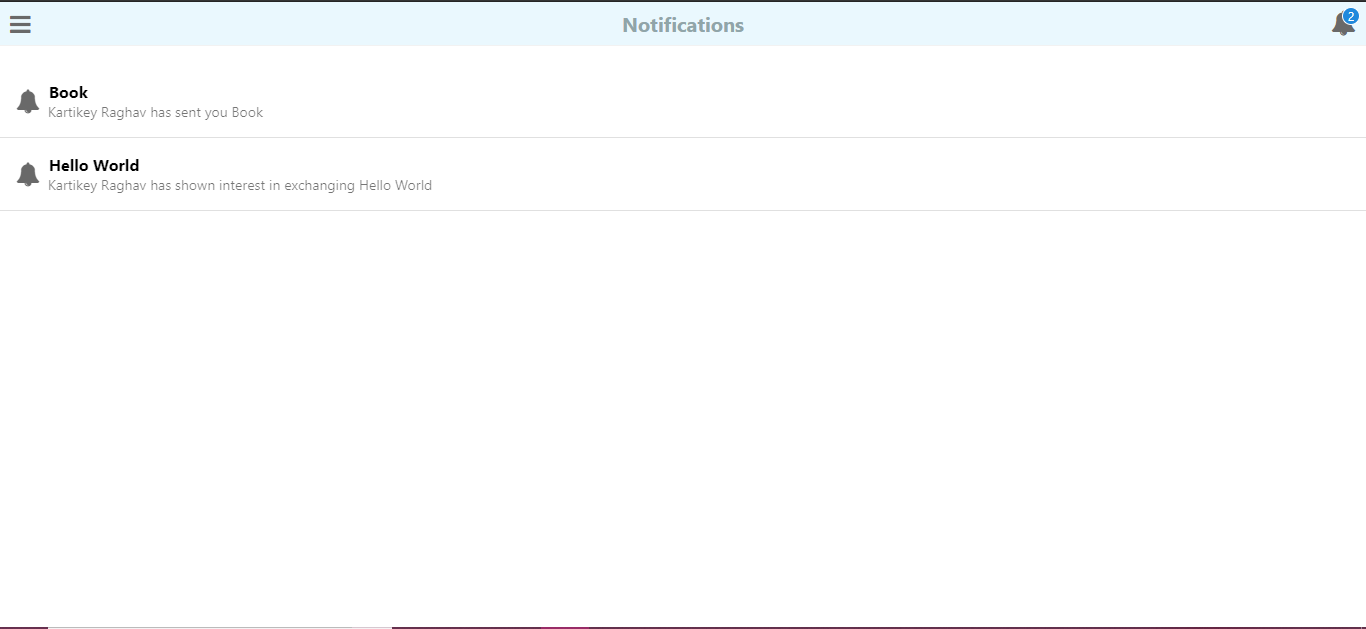 Notifications
2
Book
Kartikey Raghav has sent you Book
Hello World
Kartikey Raghav has shown interest in exchanging Hello World